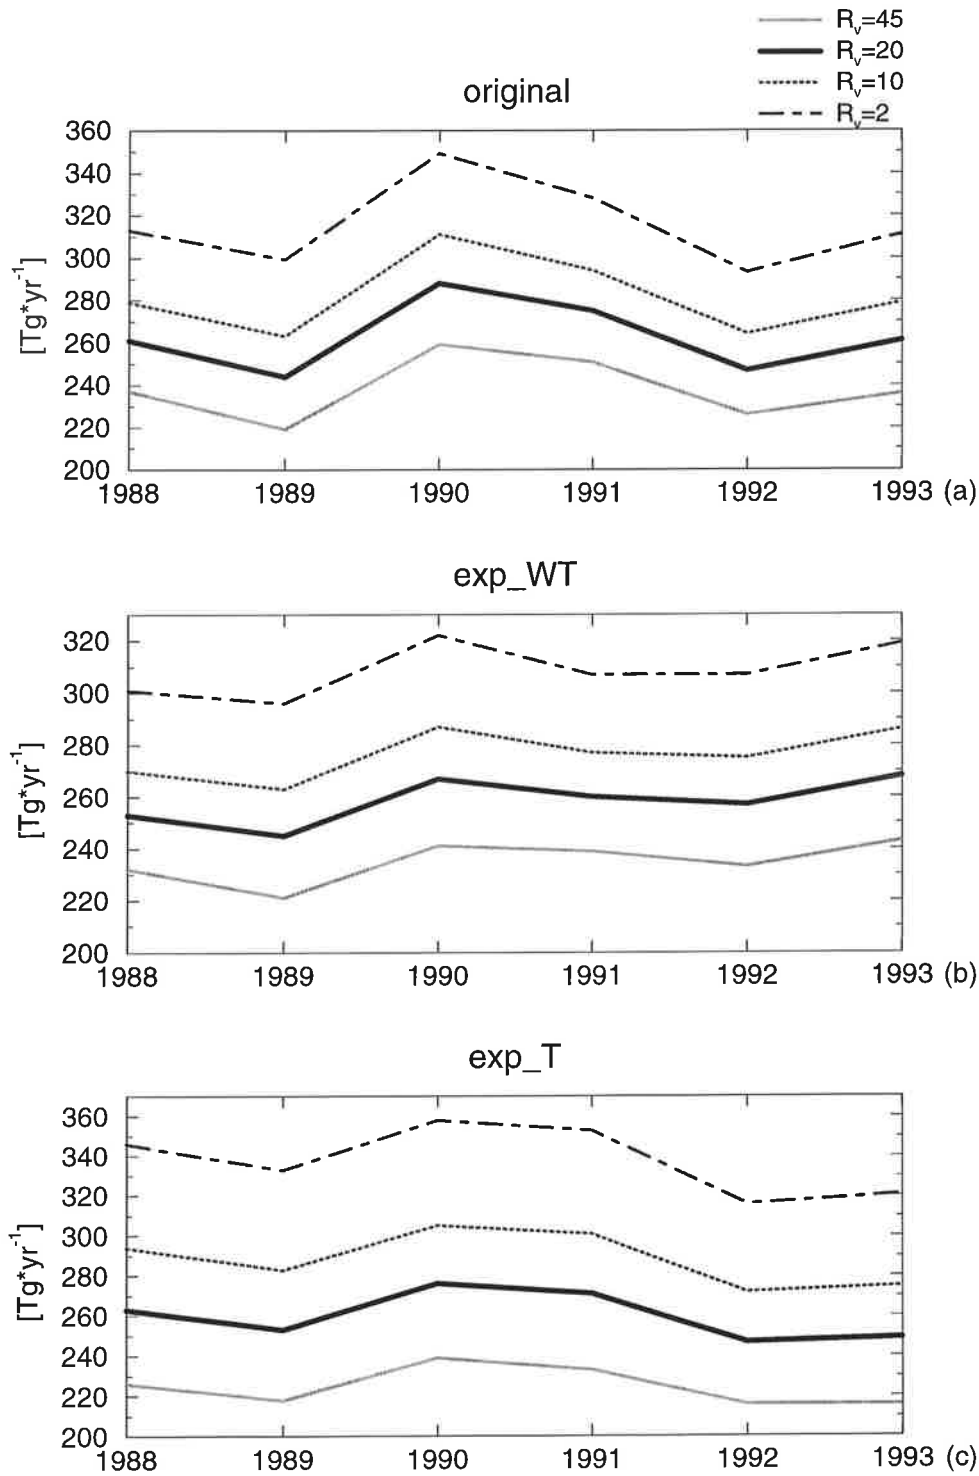 R_v=45
R_v=20
R_v=10
R_v=2
original
[Tg*yr^-1]
360
340
320
300
280
260
240
220
200
1988 1989 1990 1991 1992 1993 (a)
exp_WT
[Tg*yr^-1]
320
300
280
260
240
220
200
1988 1989 1990 1991 1992 1993 (b)
exp_T
[Tg*yr^-1]
360
340
320
300
280
260
240
220
200
1988 1989 1990 1991 1992 1993 (c)